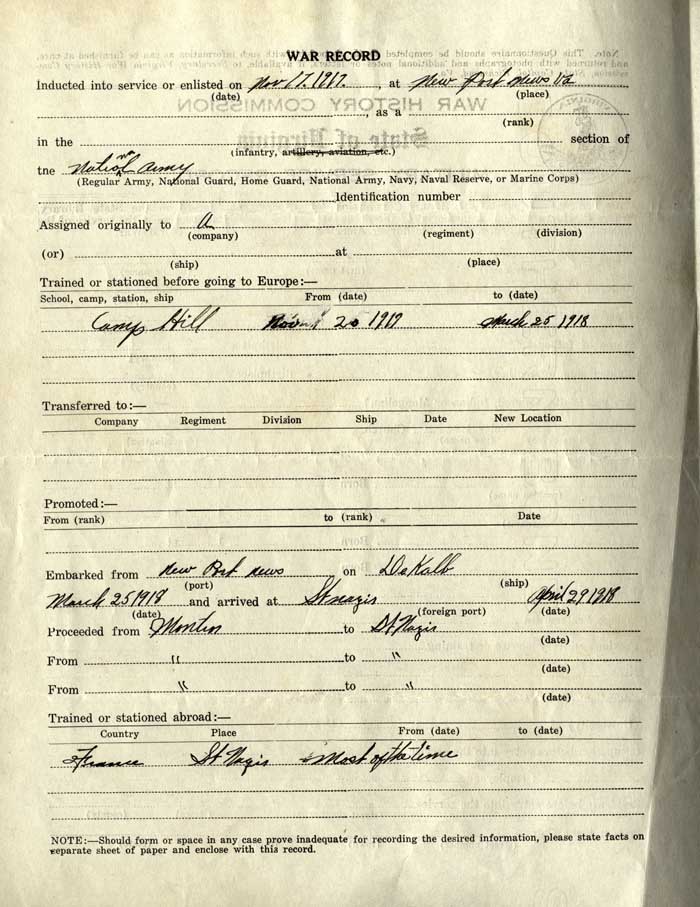 WAR RECORD
Inducted into service or enlisted on Nov 17. 1917. , at New Port News Va
(date) (place)
, as a
(rank)
in the section of
(infantry, artillery, aviation, etc.)
tne National Army
(Regular Army, National Guard, Home Guard, National Army, Navy, Naval Reserve, or Marine Corps)
Identification number
Assigned originally to A
(company) (regiment) (division)
(or) at
(ship) (place)
Trained or stationed before going to Europe:—
School, camp, station, ship From (date) to (date)
Camp Hill 20 1917 March 25 1918
Transferred to:—
Company Regiment Division Ship Date New Location
Promoted:—
From (rank) to (rank) Date
Embarked from New Port News on DeKalb
(port) (ship)
March 25 1918 and arrived at St nazis April 29 1918
(date) (foreign port) (date)
Proceeded from to St Nazis
(date)
From " to "
(date)
From " to "
(date)
Trained or stationed abroad:—
Country Place From (date) to (date)
France St Nazis Most of the time
NOTE:—Should form or space in any case prove inadequate for recording the desired information, please state facts on
separate sheet of paper and enclose with this record.
WAR HISTORY COMMISSION
State of Virginia